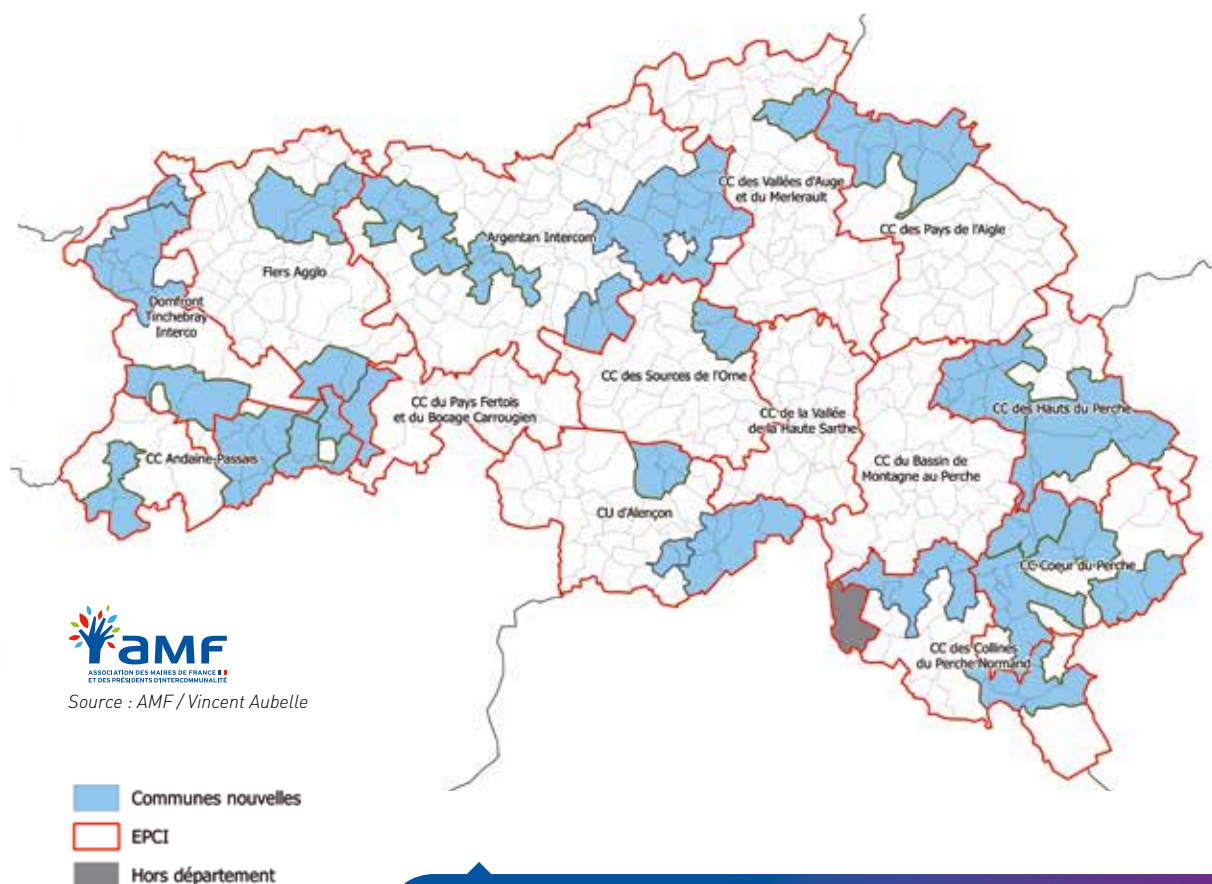 CC des Vallées d'Auge
et du Merlerault
CC des Pays de l'Aigle
Argentan Intercom
Flers Agglo
Domfront
Tinchebray
Interco
CC des Sources de l'Orne
CC du Pays Fertois
et du Bocage Carrougien
CC de la Vallée
de la Haute Sarthe
CC des Hauts du Perche
CC Andaine-Passais
CC du Bassin de
Montagne au Perche
CU d'Alençon
CC Coeur du Perche
CC des Collines
du Perche Normand
aMF
ASSOCIATION DES MAIRES DE FRANCE
ET DES PRÉSIDENTS D'INTERCOMMUNALITÉ
Source : AMF / Vincent Aubelle
Communes nouvelles
EPCI
Hors département